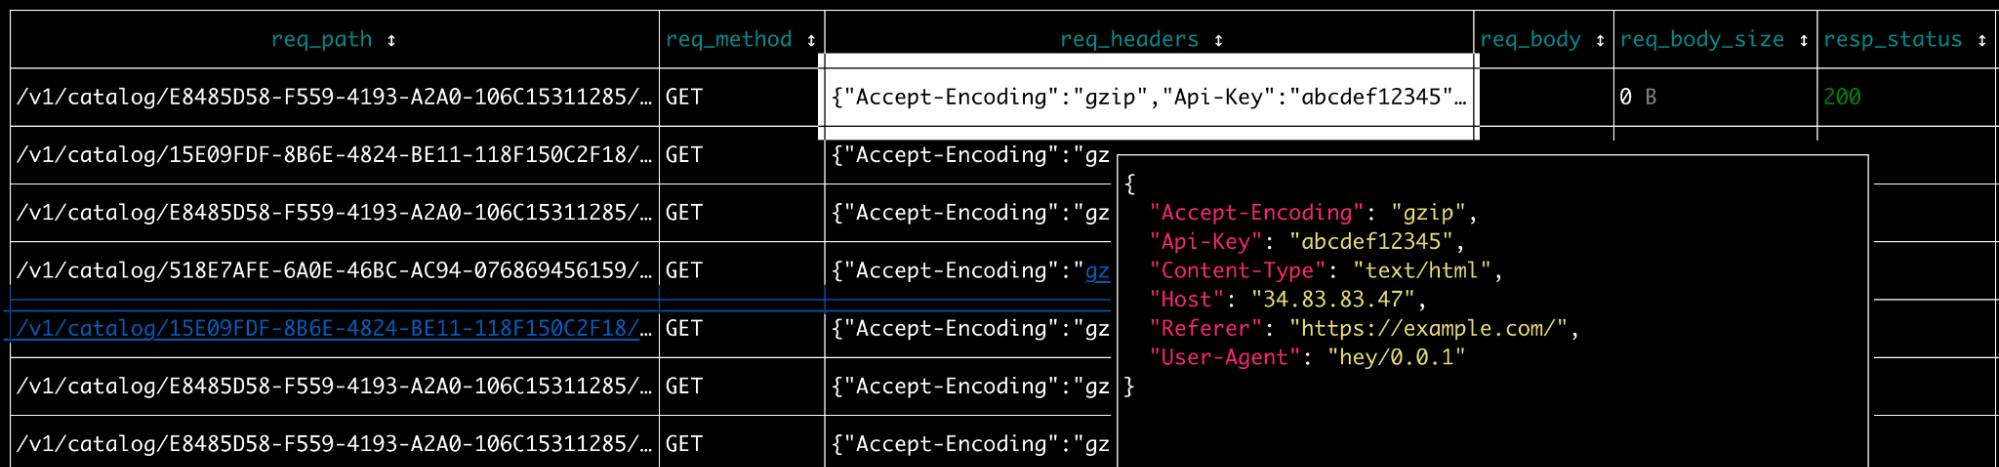 req_path ↕ req_method ↕ req_headers ↕ req_body ↕ req_body_size ↕ resp_status ↕
/v1/catalog/E8485D58-F559-4193-A2A0-106C15311285/… GET {"Accept-Encoding":"gzip","Api-Key":"abcdef12345"… 0 B 200
/v1/catalog/15E09FDF-8B6E-4824-BE11-118F150C2F18/… GET {"Accept-Encoding":"gz
/v1/catalog/E8485D58-F559-4193-A2A0-106C15311285/… GET {"Accept-Encoding":"gz
/v1/catalog/518E7AFE-6A0E-46BC-AC94-076869456159/… GET {"Accept-Encoding":"gz
/v1/catalog/15E09FDF-8B6E-4824-BE11-118F150C2F18/… GET {"Accept-Encoding":"gz
/v1/catalog/E8485D58-F559-4193-A2A0-106C15311285/… GET {"Accept-Encoding":"gz
/v1/catalog/E8485D58-F559-4193-A2A0-106C15311285/… GET {"Accept-Encoding":"gz
{
"Accept-Encoding": "gzip",
"Api-Key": "abcdef12345",
"Content-Type": "text/html",
"Host": "34.83.83.47",
"Referer": "https://example.com/",
"User-Agent": "hey/0.0.1"
}